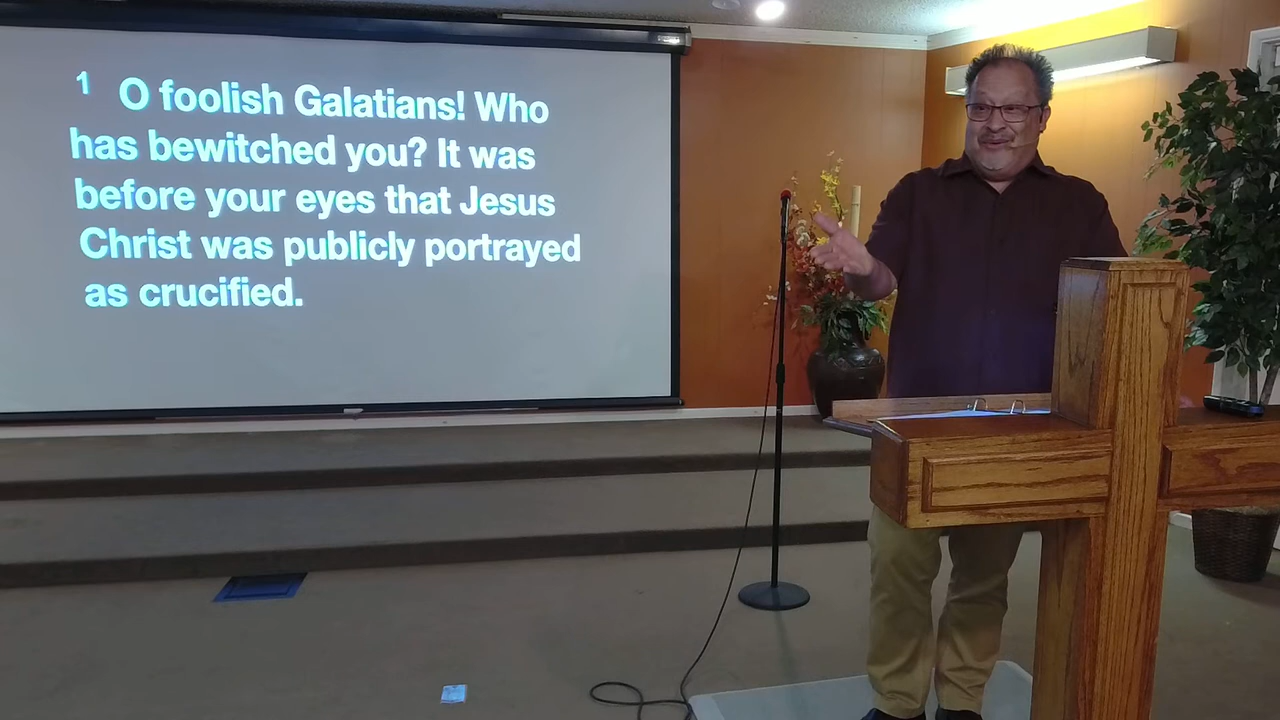 1 O foolish Galatians! Who
has bewitched you? It was
before your eyes that Jesus
Christ was publicly portrayed
as crucified.